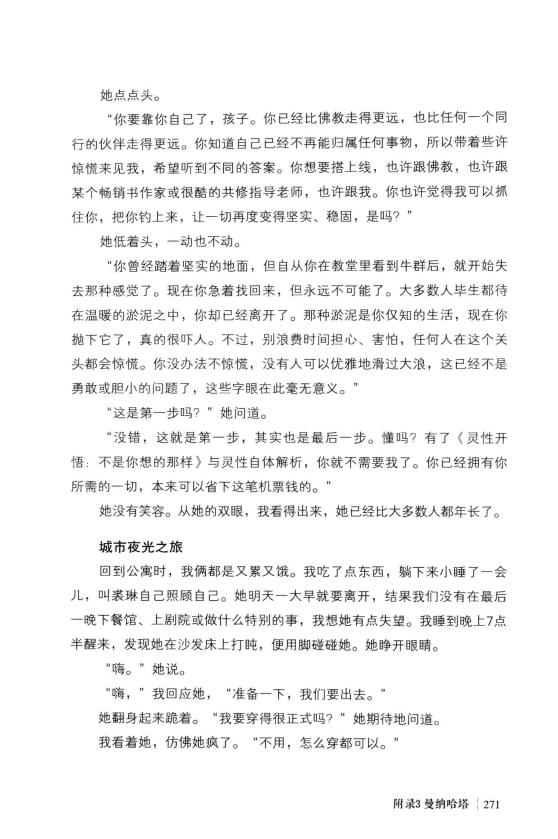 她点点头。
“你要靠你自己了，孩子。你已经比佛教走得更远，也比任何一个同
行的伙伴走得更远。你知道自己已经不再能归属任何事物，所以带着些许
惊慌来见我，希望听到不同的答案。你想要搭上线，也许跟佛教，也许跟
某个畅销书作家或很酷的共修指导老师，也许跟我。你也许觉得我可以抓
住你，把你钓上来，让一切再度变得坚实、稳固，是吗？”
她低着头，一动也不动。
“你曾经踏着坚实的地面，但自从你在教堂里看到牛群后，就开始失
去那种感觉了。现在你急着找回来，但永远不可能了。大多数人毕生都待
在温暖的淤泥之中，你却已经离开了。那种淤泥是你仅知的生活，现在你
抛下它了，真的很吓人。不过，别浪费时间担心、害怕，任何人在这个关
头都会惊慌。你没办法不惊慌，没有人可以优雅地滑过大浪，这已经不是
勇敢或胆小的问题了，这些字眼在此毫无意义。”
“这是第一步吗？”她问道。
“没错，这就是第一步，其实也是最后一步。懂吗？有了《灵性开
悟：不是你想的那样》与灵性自体解析，你就不需要我了。你已经拥有你
所需的一切，本来可以省下这笔机票钱的。”
她没有笑容。从她的双眼，我看得出来，她已经比大多数人都年长了。
城市夜光之旅
回到公寓时，我俩都是又累又饿。我吃了点东西，躺下来小睡了一会
儿，叫裘琳自己照顾自己。她明天一大早就要离开，结果我们没有在最后
一晚下餐馆、上剧院或做什么特别的事，我想她有点失望。我睡到晚上7点
半醒来，发现她在沙发床上打盹，便用脚碰碰她。她睁开眼睛。
“嗨。”她说。
“嗨，”我回应她，“准备一下，我们要出去。”
她翻身起来跪着。“我要穿得很正式吗？”她期待地问道。
我看着她，仿佛她疯了。“不用，怎么穿都可以。”
附录3 曼纳哈塔 | 271